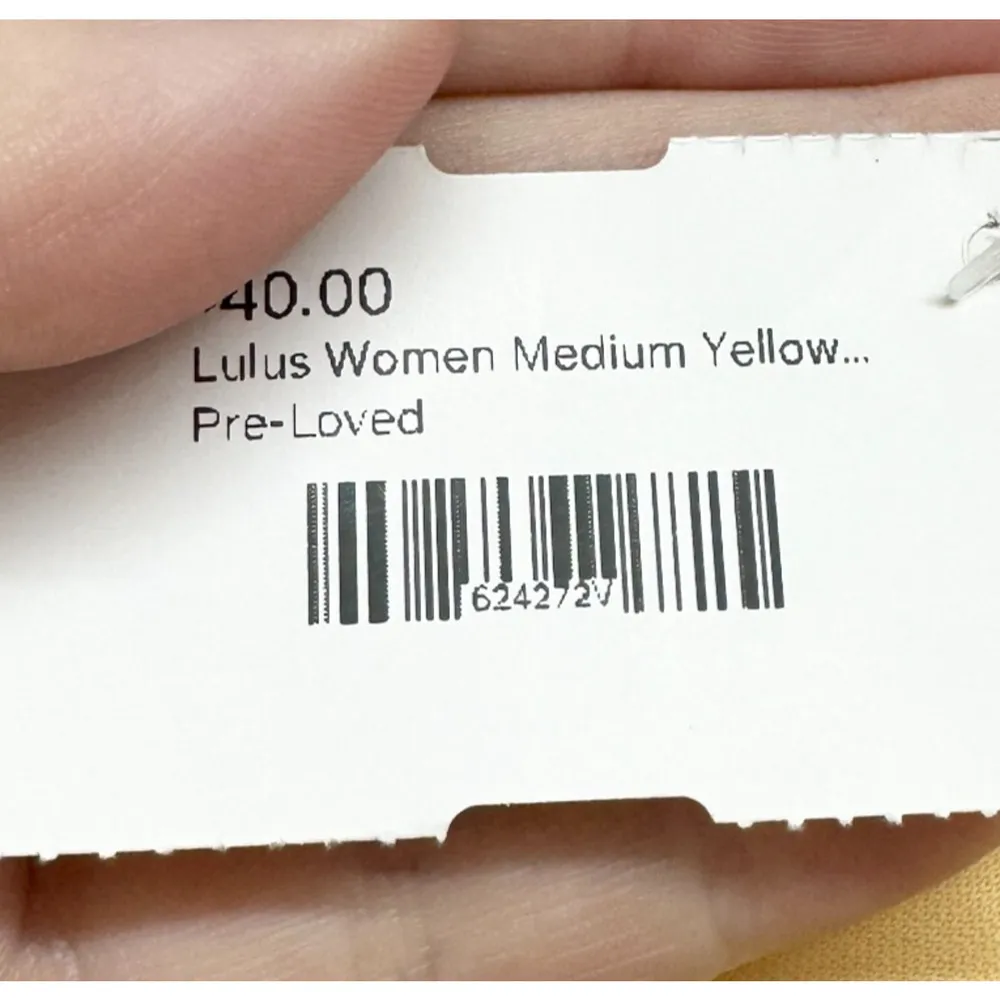 40.00
Lulus Women Medium Yellow...
Pre-Loved
624272V